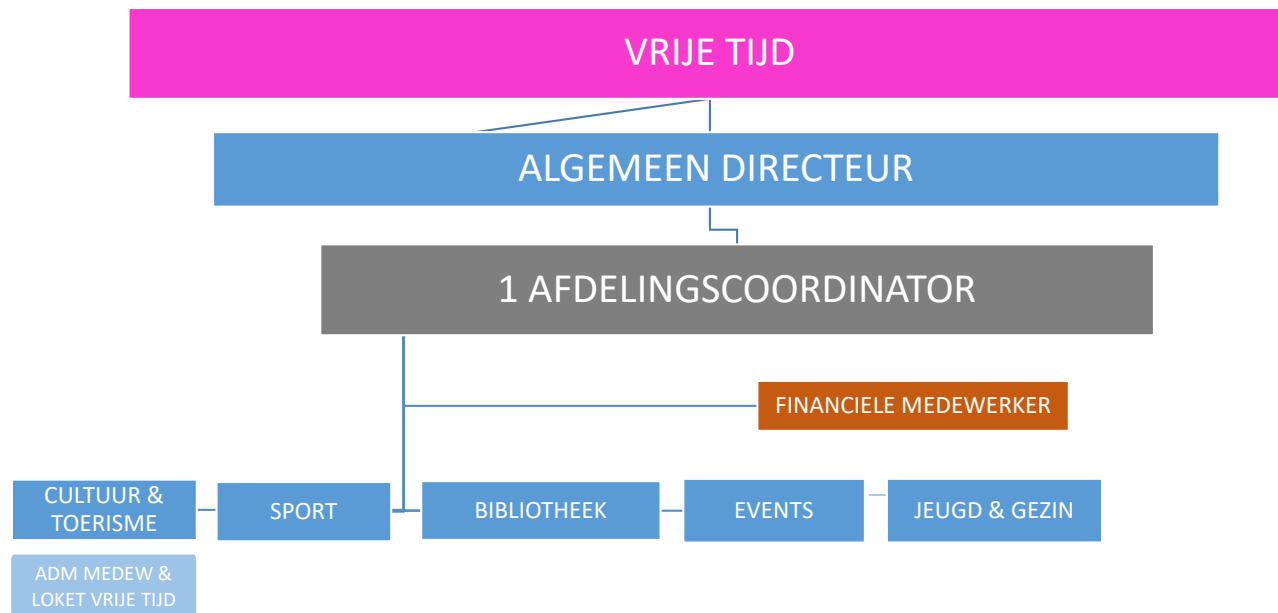 VRIJE TIJD
ALGEMEEN DIRECTEUR
1 AFDELINGSCOORDINATOR
FINANCIELE MEDEWERKER
CULTUUR &
TOERISME
SPORT
BIBLIOTHEEK
EVENTS
JEUGD & GEZIN
ADM MEDEW &
LOKET VRIJE TIJD